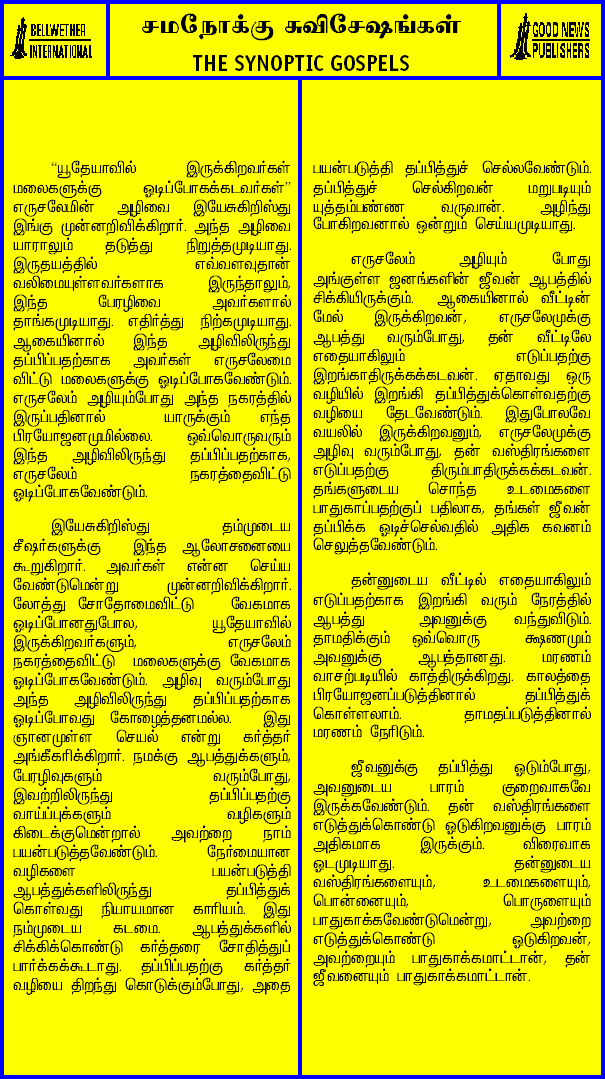 BELLWETHER
INTERNATIONAL
சமநோக்கு சுவிசேஷங்கள்
THE SYNOPTIC GOSPELS
GOOD NEWS
PUBLISHERS
“யூதேயாவில் இருக்கிறவர்கள்
மலைகளுக்கு ஓடிப்போகக்கடவர்கள்”
எருசலேமின் அழிவை இயேசுகிறிஸ்து
இங்கு முன்னறிவிக்கிறார். அந்த அழிவை
யாராலும் தடுத்து நிறுத்தமுடியாது.
இருதயத்தில் எவ்வளவுதான்
வலிமையுள்ளவர்களாக இருந்தாலும்,
இந்த பேரழிவை அவர்களால்
தாங்கமுடியாது. எதிர்த்து நிற்கமுடியாது.
ஆகையினால் இந்த அழிவிலிருந்து
தப்பிப்பதற்காக அவர்கள் எருசலேமை
விட்டு மலைகளுக்கு ஓடிப்போகவேண்டும்.
எருசலேம் அழியும்போது அந்த நகரத்தில்
இருப்பதினால் யாருக்கும் எந்த
பிரயோஜனமுமில்லை. ஒவ்வொருவரும்
இந்த அழிவிலிருந்து தப்பிப்பதற்காக,
எருசலேம் நகரத்தைவிட்டு
ஓடிப்போகவேண்டும்.
இயேசுகிறிஸ்து தம்முடைய
சீஷர்களுக்கு இந்த ஆலோசனையை
கூறுகிறார். அவர்கள் என்ன செய்ய
வேண்டுமென்று முன்னறிவிக்கிறார்.
லோத்து சோதோமைவிட்டு வேகமாக
ஓடிப்போனதுபோல, யூதேயாவில்
இருக்கிறவர்களும், எருசலேம்
நகரத்தைவிட்டு மலைகளுக்கு வேகமாக
ஓடிப்போகவேண்டும். அழிவு வரும்போது
அந்த அழிவிலிருந்து தப்பிப்பதற்காக
ஓடிப்போவது கோழைத்தனமல்ல. இது
ஞானமுள்ள செயல் என்று கர்த்தர்
அங்கீகரிக்கிறார். நமக்கு ஆபத்துக்களும்,
பேரழிவுகளும் வரும்போது,
இவற்றிலிருந்து தப்பிப்பதற்கு
வாய்ப்புக்களும் வழிகளும்
கிடைக்குமென்றால் அவற்றை நாம்
பயன்படுத்தவேண்டும். நேர்மையான
வழிகளை பயன்படுத்தி
ஆபத்துக்களிலிருந்து தப்பித்துக்
கொள்வது நியாயமான காரியம். இது
நம்முடைய கடமை. ஆபத்துக்களில்
சிக்கிக்கொண்டு கர்த்தரை சோதித்துப்
பார்க்கக்கூடாது. தப்பிப்பதற்கு கர்த்தர்
வழியை திறந்து கொடுக்கும்போது, அதை
பயன்படுத்தி தப்பித்துச் செல்லவேண்டும்.
தப்பித்துச் செல்கிறவன் மறுபடியும்
யுத்தம்பண்ண வருவான். அழிந்து
போகிறவனால் ஒன்றும் செய்யமுடியாது.
எருசலேம் அழியும் போது
அங்குள்ள ஜனங்களின் ஜீவன் ஆபத்தில்
சிக்கியிருக்கும். ஆகையினால் வீட்டின்
மேல் இருக்கிறவன், எருசலேமுக்கு
ஆபத்து வரும்போது, தன் வீட்டிலே
எதையாகிலும் எடுப்பதற்கு
இறங்காதிருக்கக்கடவன். ஏதாவது ஒரு
வழியில் இறங்கி தப்பித்துக்கொள்வதற்கு
வழியை தேடவேண்டும். இதுபோலவே
வயலில் இருக்கிறவனும், எருசலேமுக்கு
அழிவு வரும்போது, தன் வஸ்திரங்களை
எடுப்பதற்கு திரும்பாதிருக்கக்கடவன்.
தங்களுடைய சொந்த உடமைகளை
பாதுகாப்பதற்குப் பதிலாக, தங்கள் ஜீவன்
தப்பிக்க ஓடிச்செல்வதில் அதிக கவனம்
செலுத்தவேண்டும்.
தன்னுடைய வீட்டில் எதையாகிலும்
எடுப்பதற்காக இறங்கி வரும் நேரத்தில்
ஆபத்து அவனுக்கு வந்துவிடும்.
தாமதிக்கும் ஒவ்வொரு க்ஷணமும்
அவனுக்கு ஆபத்தானது. மரணம்
வாசற்படியில் காத்திருக்கிறது. காலத்தை
பிரயோஜனப்படுத்தினால் தப்பித்துக்
கொள்ளலாம். தாமதப்படுத்தினால்
மரணம் நேரிடும்.
ஜீவனுக்கு தப்பித்து ஓடும்போது,
அவனுடைய பாரம் குறைவாகவே
இருக்கவேண்டும். தன் வஸ்திரங்களை
எடுத்துக்கொண்டு ஓடுகிறவனுக்கு பாரம்
அதிகமாக இருக்கும். விரைவாக
ஓடமுடியாது. தன்னுடைய
வஸ்திரங்களையும், உடமைகளையும்,
பொன்னையும், பொருளையும்
பாதுகாக்கவேண்டுமென்று, அவற்றை
எடுத்துக்கொண்டு ஓடுகிறவன்,
அவற்றையும் பாதுகாக்கமாட்டான், தன்
ஜீவனையும் பாதுகாக்கமாட்டான்.